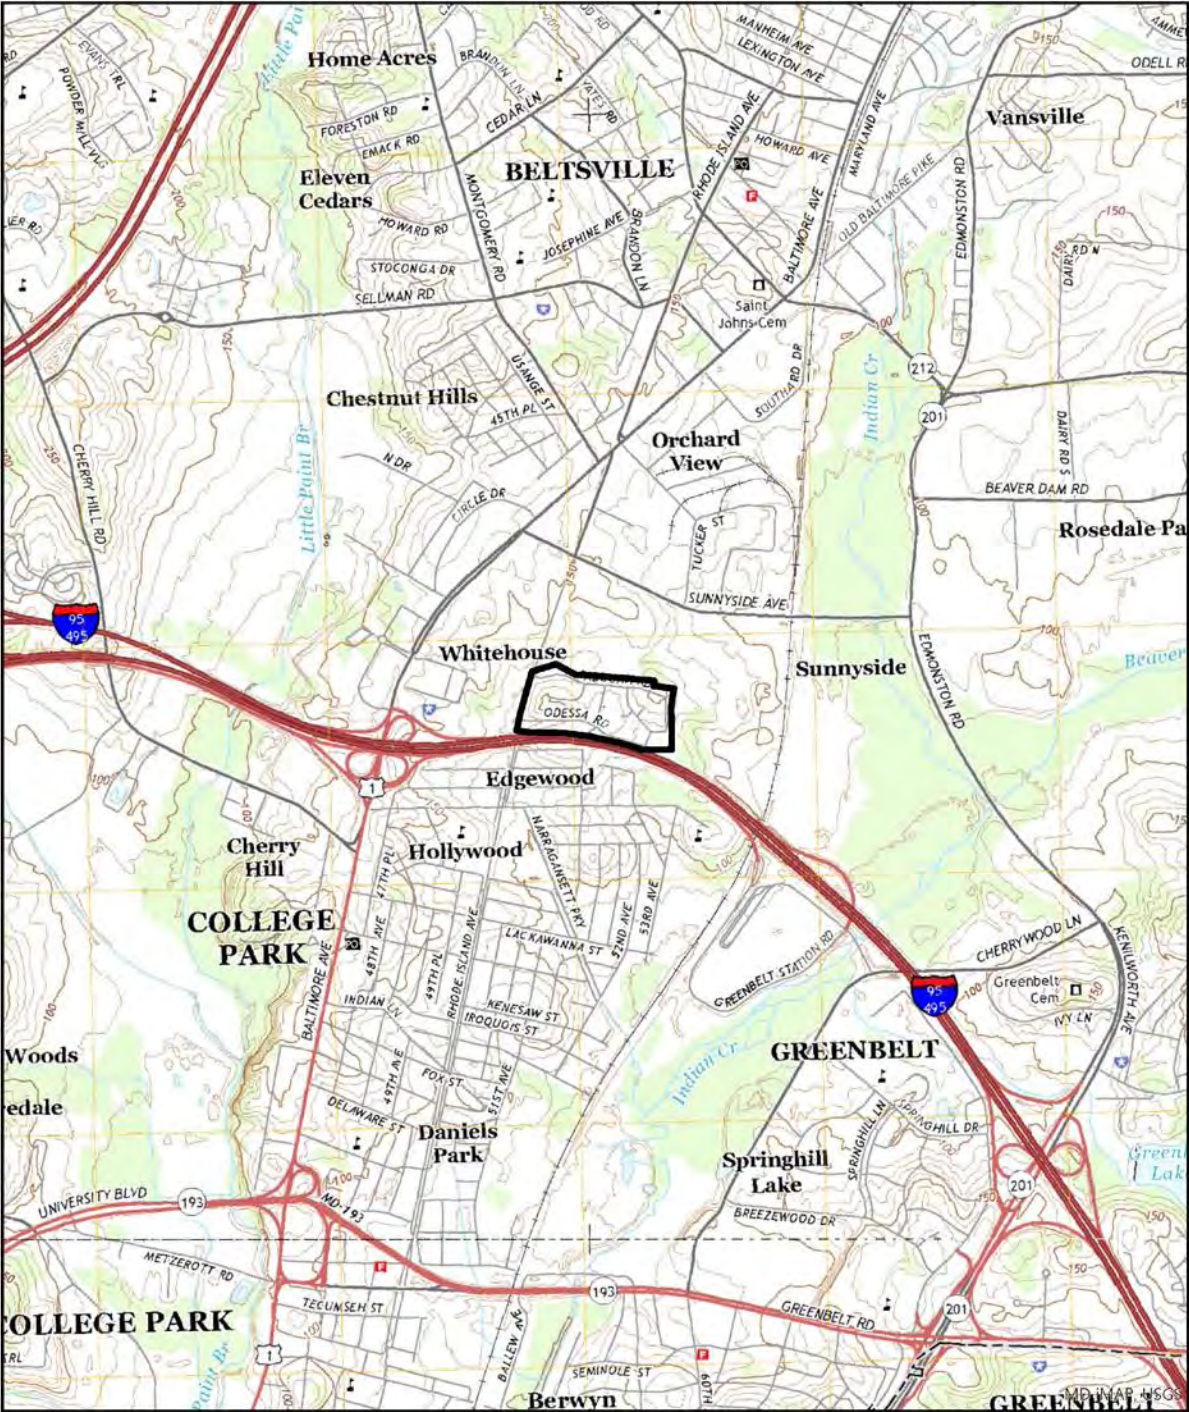 MANHEIM AVE
LEXINGTON AVE
ODELL R
Home Acres
BRANDON LN
EVANS TRL
POWDER MILL VLG
YATES RD
CEDAR LN
Vansville
FORESTON RD
EMACK RD
RHODE ISLAND AVE
HOWARD AVE
MARYLAND AVE
BELTSVILLE
Eleven
Cedars
MONTGOMERY RD
OLD BALTIMORE PIKE
EDMONSTON RD
HOWARD RD
JOSEPHINE AVE
BRANDON LN
BALTIMORE AVE
DAIRY RD N
STOCONGA DR
SELLMAN RD
Saint
Johns Cem
212
Chestnut Hills
USANGE ST
45TH PL
SOUTHARD DR
Indian Cr
201
Orchard
View
DAIRY RD S
CHERRY HILL RD
N DR
CIRCLE DR
Little Paint Br
BEAVER DAM RD
TUCKER ST
Rosedale Pa
SUNNYSIDE AVE
95
495
Whitehouse
Sunnyside
EDMONSTON RD
Beaver
ODESSA RD
Edgewood
1
Cherry
Hill
Hollywood
NARRAGANSETT PKY
47TH PL
53RD AVE
52ND AVE
COLLEGE
PARK
48TH AVE
49TH PL
RHODE ISLAND AVE
LACKAWANNA ST
BALTIMORE AVE
GREENBELT STATION RD
CHERRYWOOD LN
KENILWORTH AVE
Greenbelt
Cem
IVY LN
95
495
INDIAN LN
KENESAW ST
IROQUOIS ST
Woods
GREENBELT
Indian Cr
49TH AVE
FOX ST
51ST AVE
edale
DELAWARE ST
Daniels
Park
SPRINGHILL LN
SPRINGHILL DR
Springhill
Lake
Green
Lak
201
UNIVERSITY BLVD
193
MD-193
BREEZEWOOD DR
METZEROTT RD
193
TECUMSEH ST
GREENBELT RD
201
COLLEGE PARK
1
BALLEW AVE
SEMINOLE ST
60TH
Paint Br
Berwyn
GREENBELT
MD iMAP, USGS